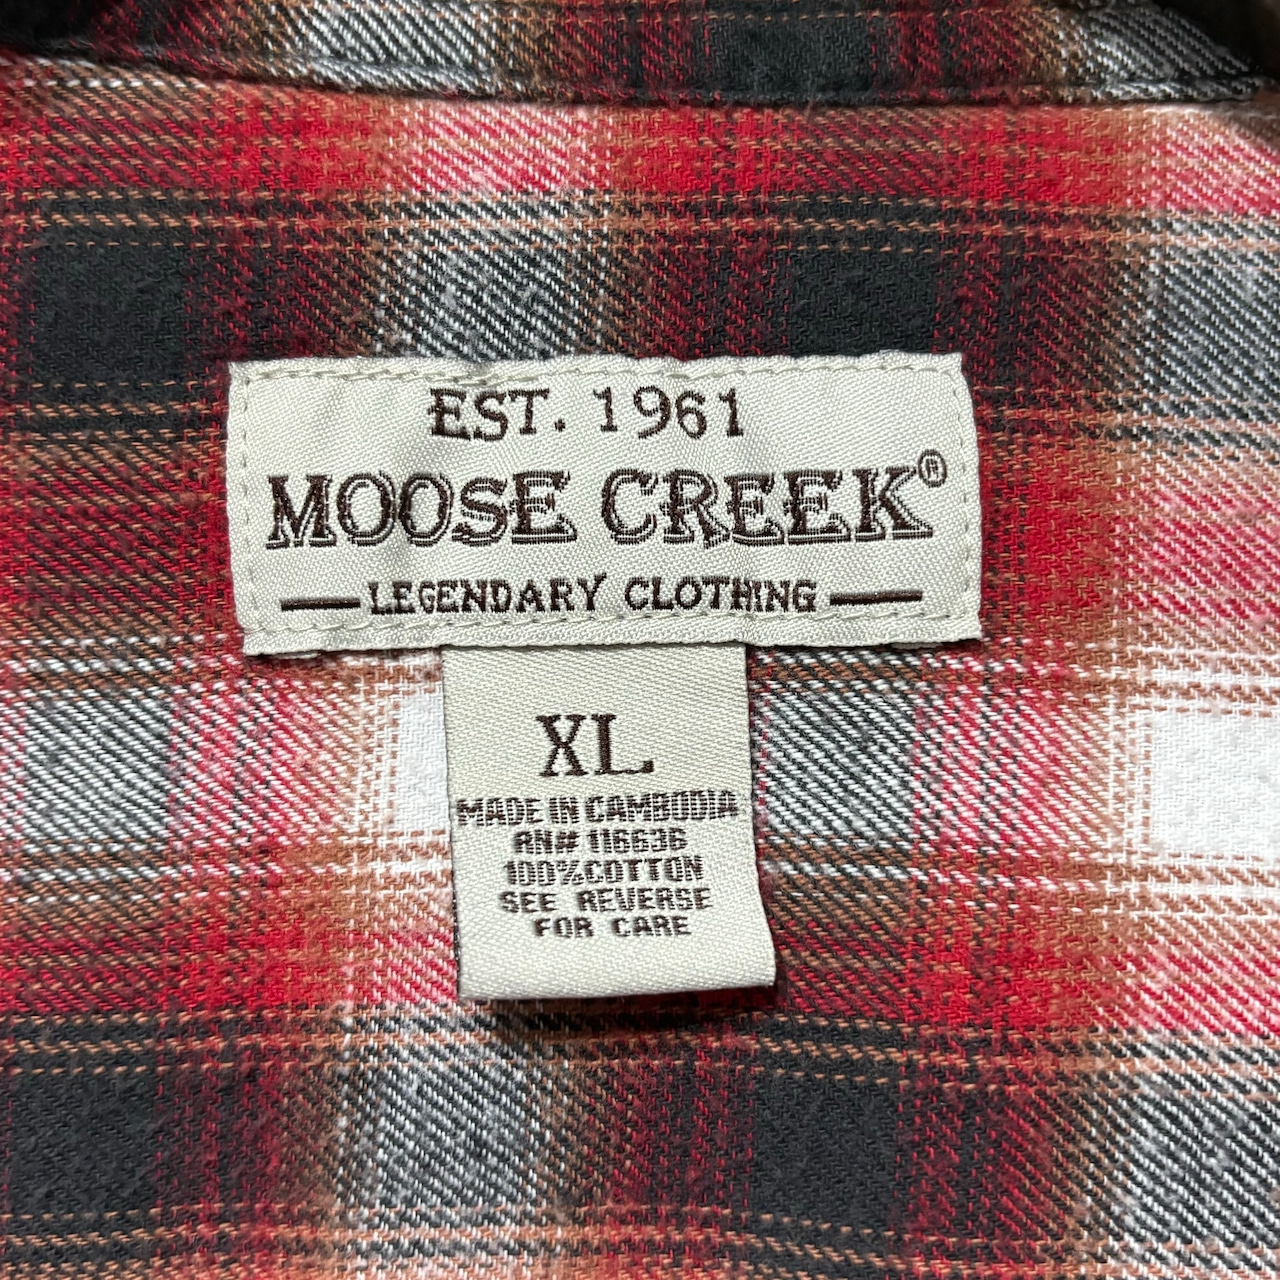 EST. 1961
MOOSE CREEK®
LEGENDARY CLOTHING
XL
MADE IN CAMBODIA
RN# 116636
100%COTTON
SEE REVERSE
FOR CARE